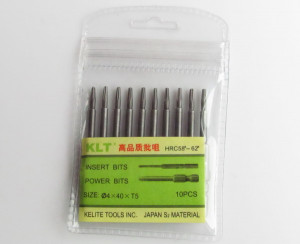 KLT 高品质批咀 HRC58°~62°
INSERT BITS
POWER BITS
SIZE: Ø4×40×T5 10PCS
KELITE TOOLS INC. JAPAN S2 MATERIAL